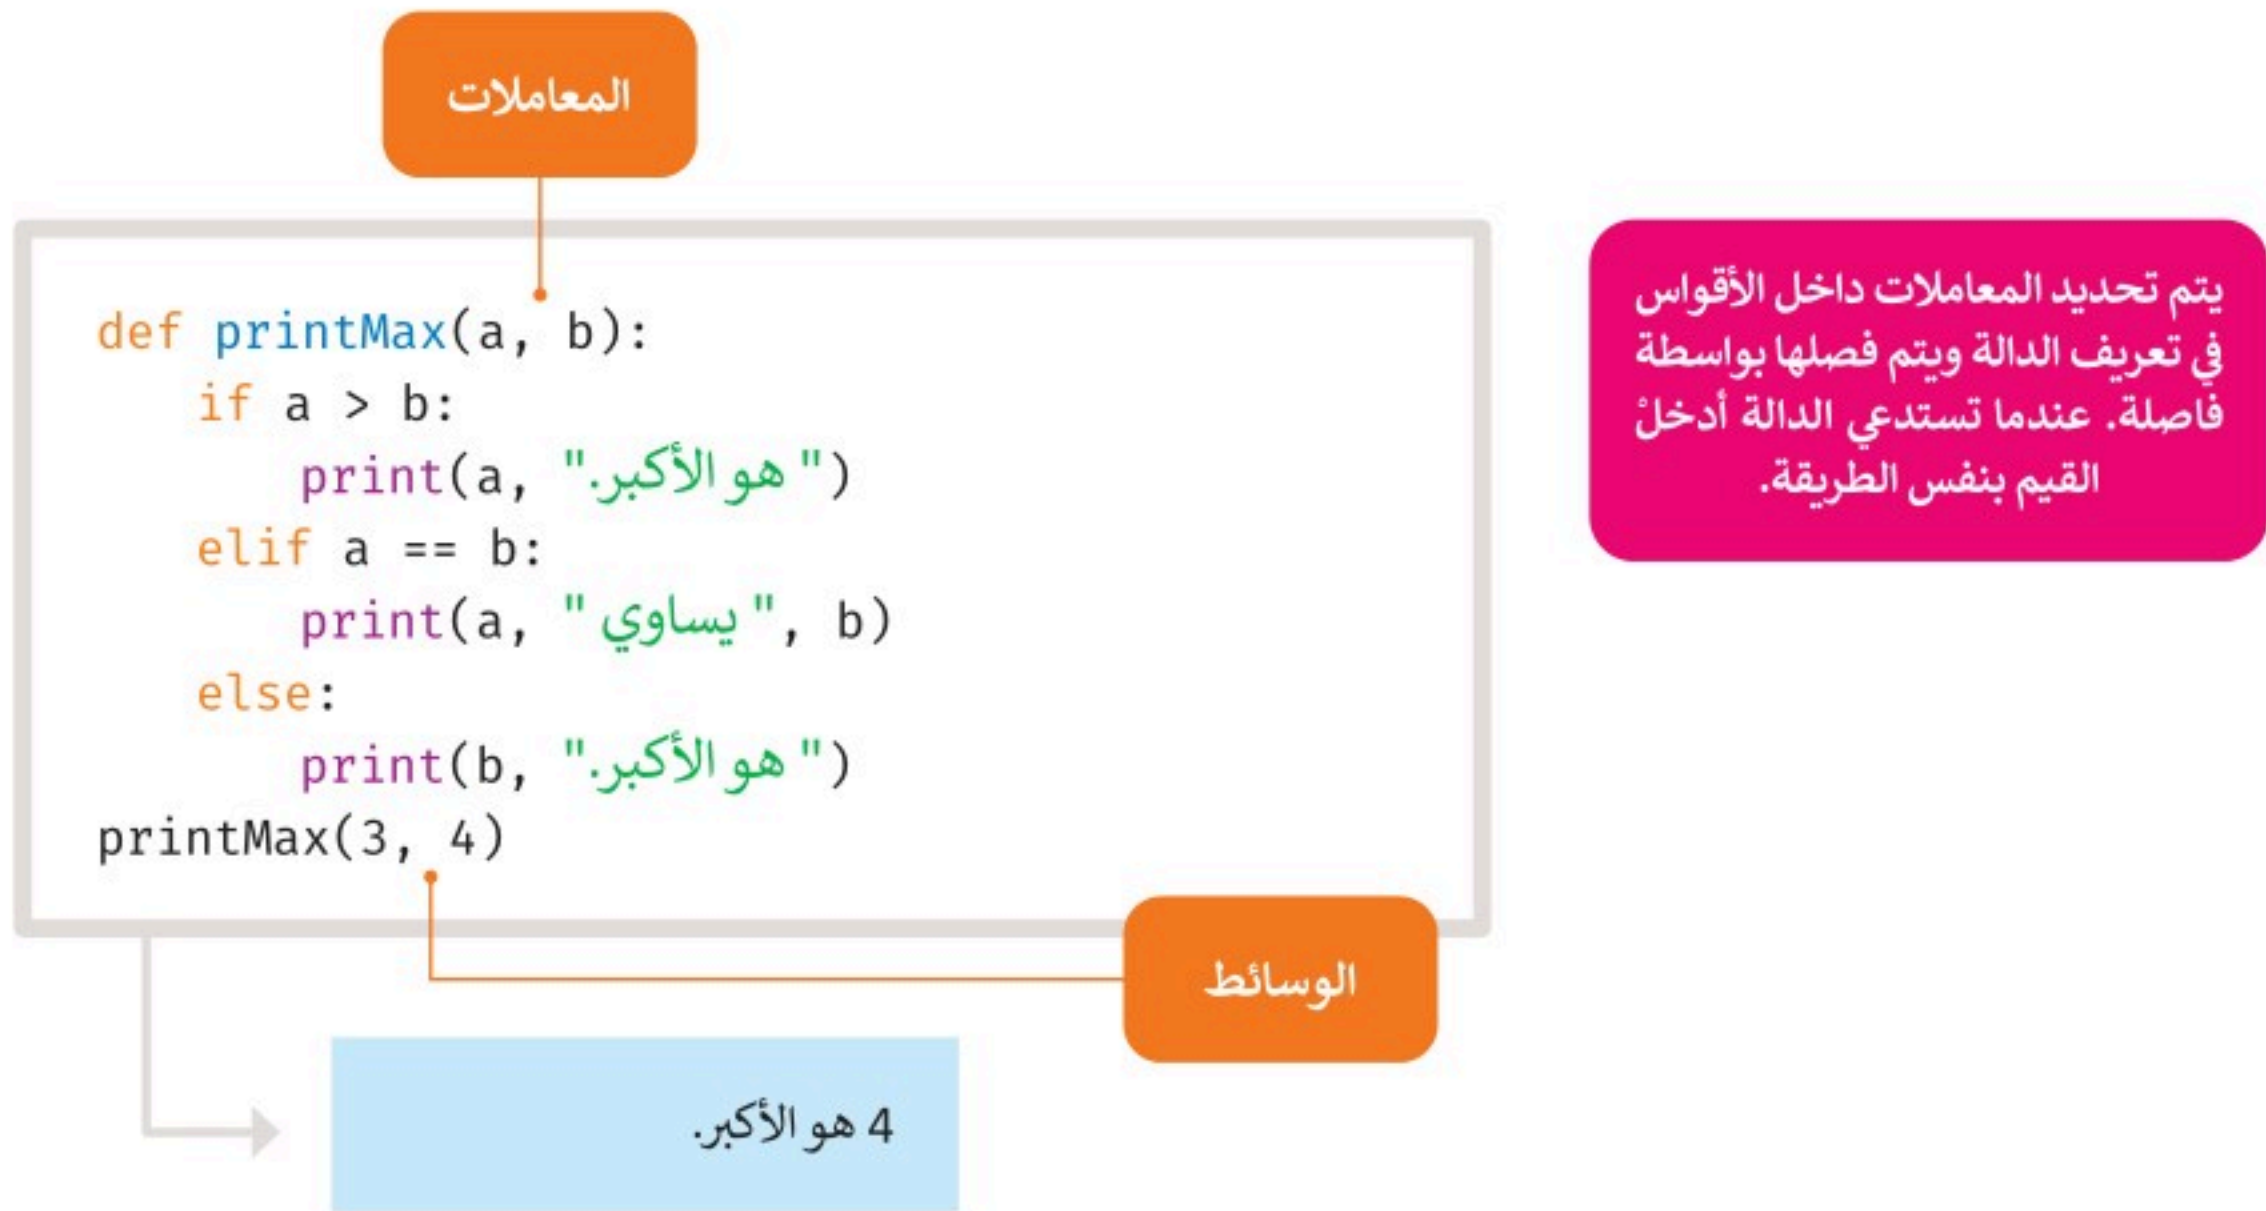 المعاملات
def printMax(a, b):
    if a > b:
        print(a, " هو الأكبر.")
    elif a == b:
        print(a, " يساوي ", b)
    else:
        print(b, " هو الأكبر.")
printMax(3, 4)
الوسائط
4 هو الأكبر.
يتم تحديد المعاملات داخل الأقواس
في تعريف الدالة ويتم فصلها بواسطة
فاصلة. عندما تستدعي الدالة أدخلْ
القيم بنفس الطريقة.